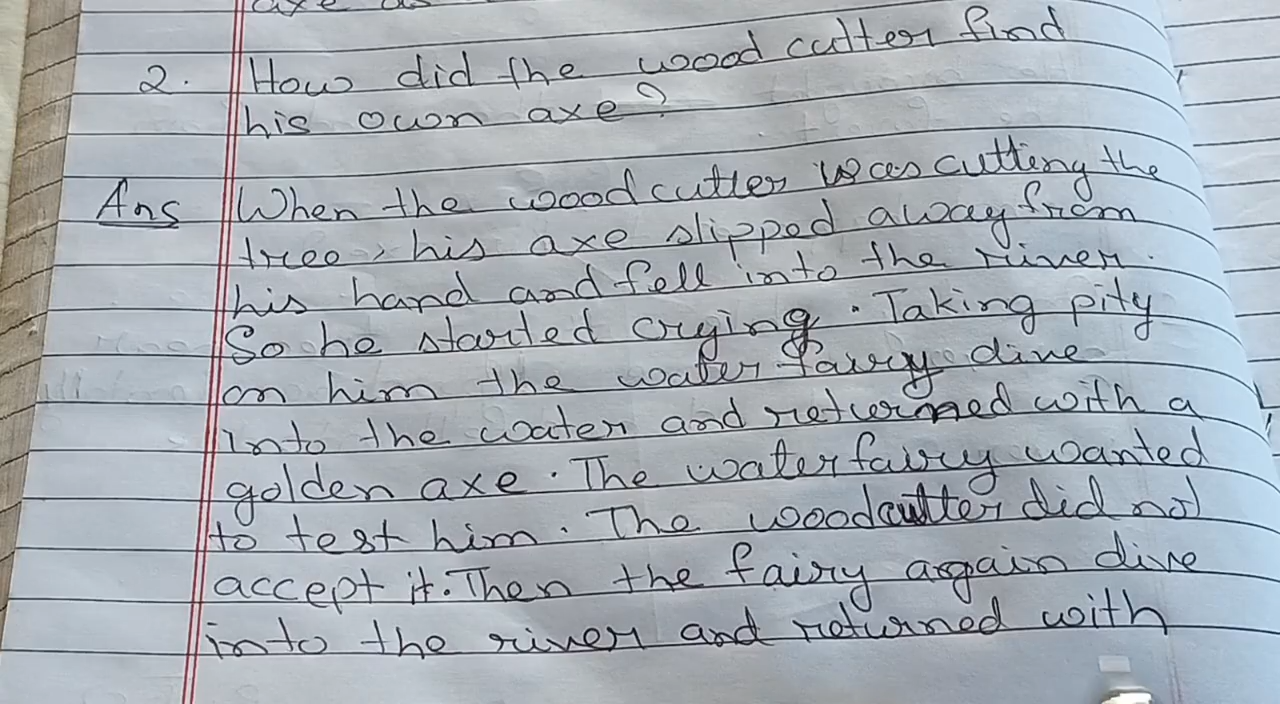 axe as
2. How did the wood cutter find
his own axe?
Ans When the woodcutter was cutting the
tree, his axe slipped away from
his hand and fell into the river.
So he started crying. Taking pity
on him the water fairy dive
into the water and returned with a
golden axe. The water fairy wanted
to test him. The woodcutter did not
accept it. Then the fairy again dive
into the river and returned with